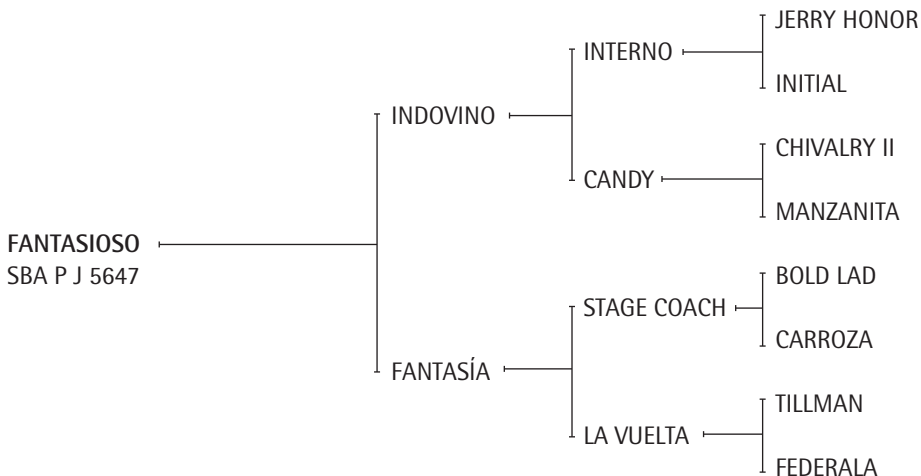 JERRY HONOR
INTERNO
INITIAL
INDOVINO
CHIVALRY II
CANDY
MANZANITA
FANTASIOSO
SBA P J 5647
BOLD LAD
STAGE COACH
CARROZA
FANTASÍA
TILLMAN
LA VUELTA
FEDERALA